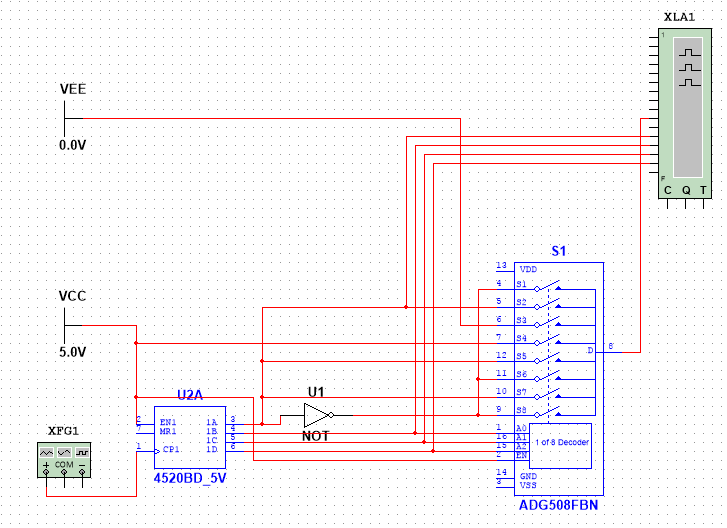 XLA1
1
F
C Q T
VEE
0.0V
VCC
5.0V
S1
13 VDD
4 S1
5 S2
6 S3
7 S4
12 S5
11 S6
10 S7
9 S8
D 8
1 A0
16 A1
15 A2
2 EN
1 of 8 Decoder
14 GND
3 VSS
ADG508FBN
U1
NOT
U2A
2 EN1
7 MR1
1 CP1
1A 3
1B 4
1C 5
1D 6
4520BD_5V
XFG1
COM